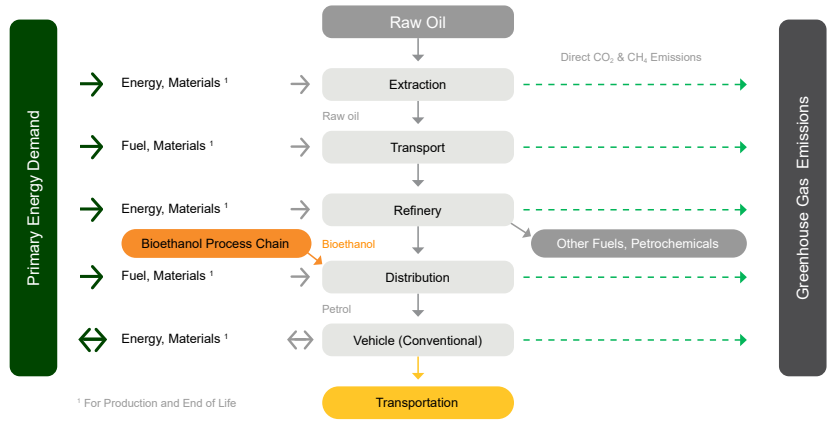 Raw Oil
Direct CO₂ & CH₄ Emissions
Energy, Materials ¹
Extraction
Raw oil
Fuel, Materials ¹
Transport
Primary Energy Demand
Greenhouse Gas Emissions
Energy, Materials ¹
Refinery
Bioethanol Process Chain
Bioethanol
Other Fuels, Petrochemicals
Fuel, Materials ¹
Distribution
Petrol
Energy, Materials ¹
Vehicle (Conventional)
¹ For Production and End of Life
Transportation